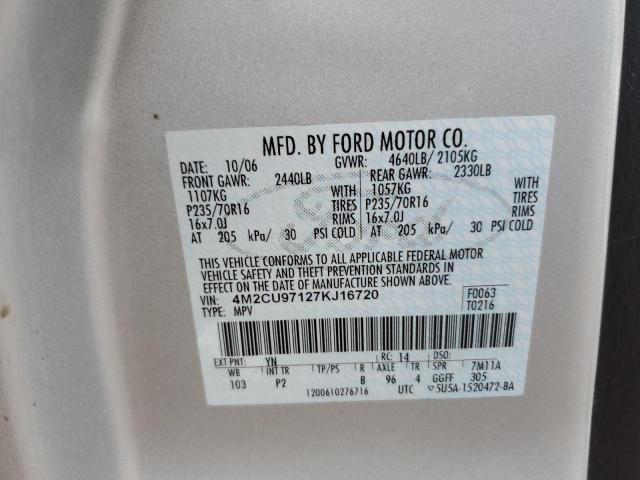 MFD. BY FORD MOTOR CO.
DATE: 10/06 GVWR: 4640LB/ 2105KG
FRONT GAWR: 2440LB REAR GAWR: 2330LB
1107KG WITH 1057KG WITH
P235/70R16 TIRES P235/70R16 TIRES
16x7.0J RIMS 16x7.0J RIMS
AT 205 kPa/ 30 PSI COLD AT 205 kPa/ 30 PSI COLD
THIS VEHICLE CONFORMS TO ALL APPLICABLE FEDERAL MOTOR
VEHICLE SAFETY AND THEFT PREVENTION STANDARDS IN
EFFECT ON THE DATE OF MANUFACTURE SHOWN ABOVE.
VIN: 4M2CU97127KJ16720 F0063
TYPE: MPV T0216
EXT PNT: YN RC: 14 DSO:
WB INT TR TP/PS R AXLE TR SPR 7M11A
103 P2 8 96 4 GGFF 305
1200610276716 UTC 5U5A-1520472-BA
Ford